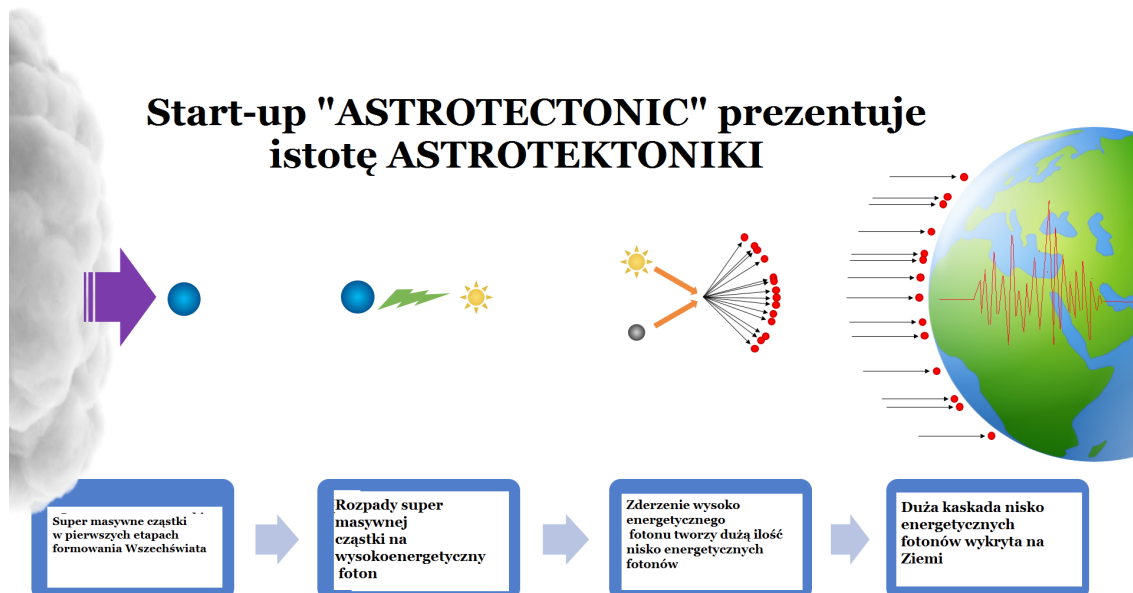 Start-up "ASTROTECTONIC" prezentuje
istotę ASTROTEKTONIKI
Super masywne cząstki
w pierwszych etapach
formowania Wszechświata
Rozpady super
masywnej
cząstki na
wysokoenergetyczny
foton
Zderzenie wysoko
energetycznego
fotonu tworzy dużą ilość
nisko energetycznych
fotonów
Duża kaskada nisko
energetycznych
fotonów wykryta na
Ziemi